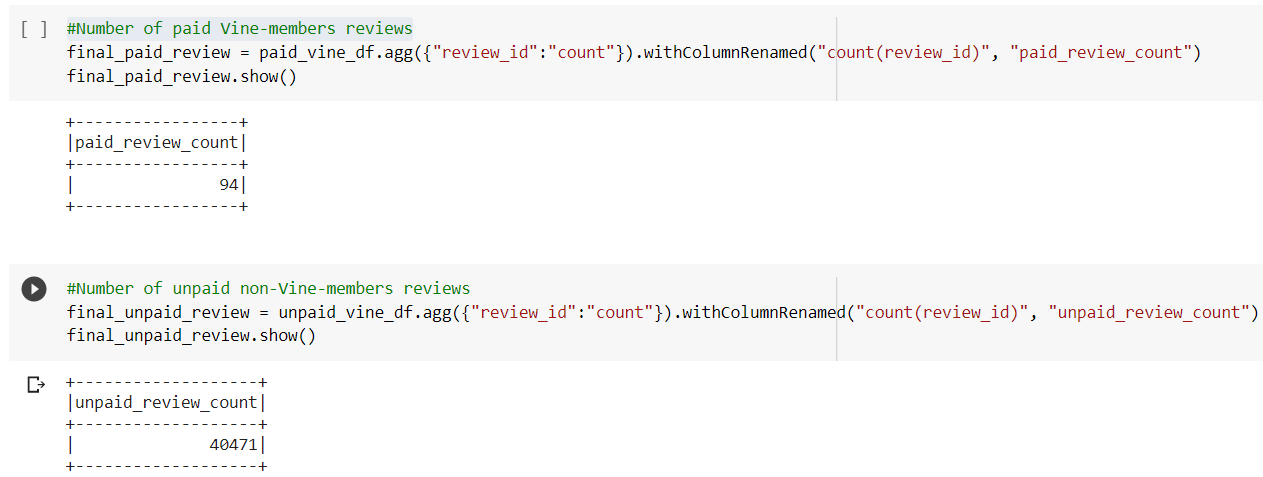 [ ] #Number of paid Vine-members reviews
final_paid_review = paid_vine_df.agg({"review_id":"count"}).withColumnRenamed("count(review_id)", "paid_review_count")
final_paid_review.show()
+-----------------+
|paid_review_count|
+-----------------+
|               94|
+-----------------+
#Number of unpaid non-Vine-members reviews
final_unpaid_review = unpaid_vine_df.agg({"review_id":"count"}).withColumnRenamed("count(review_id)", "unpaid_review_count")
final_unpaid_review.show()
+-------------------+
|unpaid_review_count|
+-------------------+
|              40471|
+-------------------+